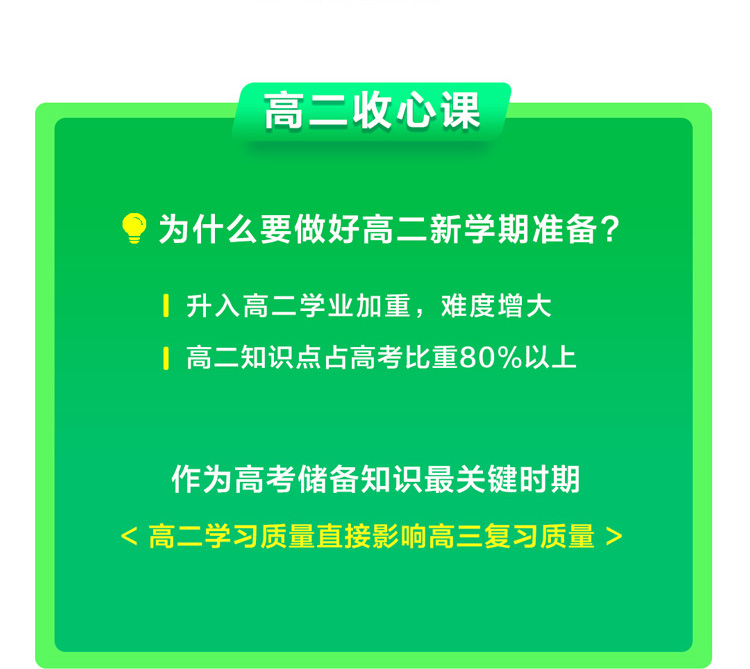 高二收心课
为什么要做好高二新学期准备?
升入高二学业加重，难度增大
高二知识点占高考比重80%以上
作为高考储备知识最关键时期
< 高二学习质量直接影响高三复习质量 >